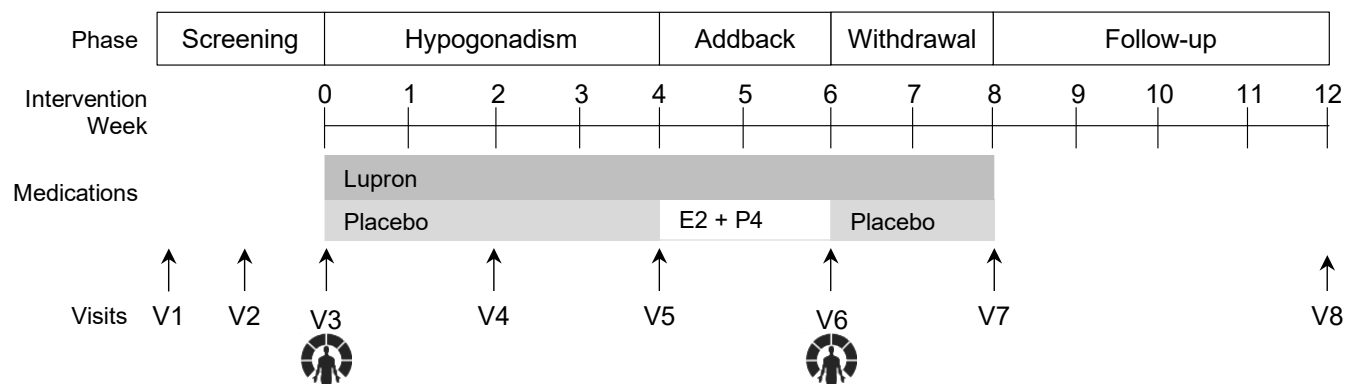 Phase Screening Hypogonadism Addback Withdrawal Follow-up
Intervention
Week
0 1 2 3 4 5 6 7 8 9 10 11 12
Medications
Lupron
Placebo E2 + P4 Placebo
Visits V1 V2 V3 V4 V5 V6 V7 V8